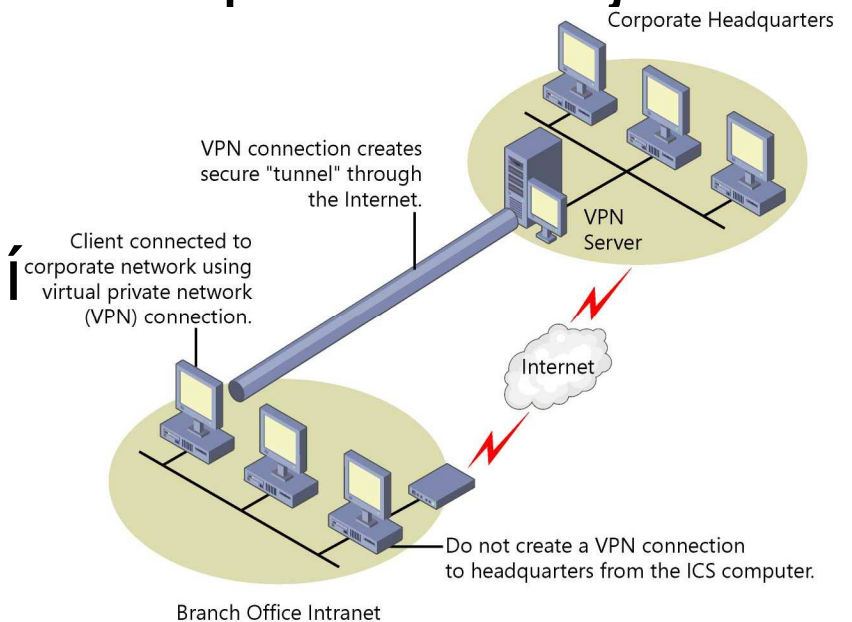 Corporate Headquarters
VPN connection creates
secure "tunnel" through
the Internet.
VPN
Server
Client connected to
corporate network using
virtual private network
(VPN) connection.
í
Internet
Do not create a VPN connection
to headquarters from the ICS computer.
Branch Office Intranet